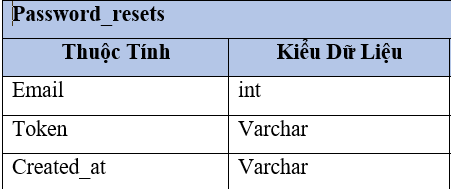 Password_resets
Thuộc Tính Kiểu Dữ Liệu
Email int
Token Varchar
Created_at Varchar